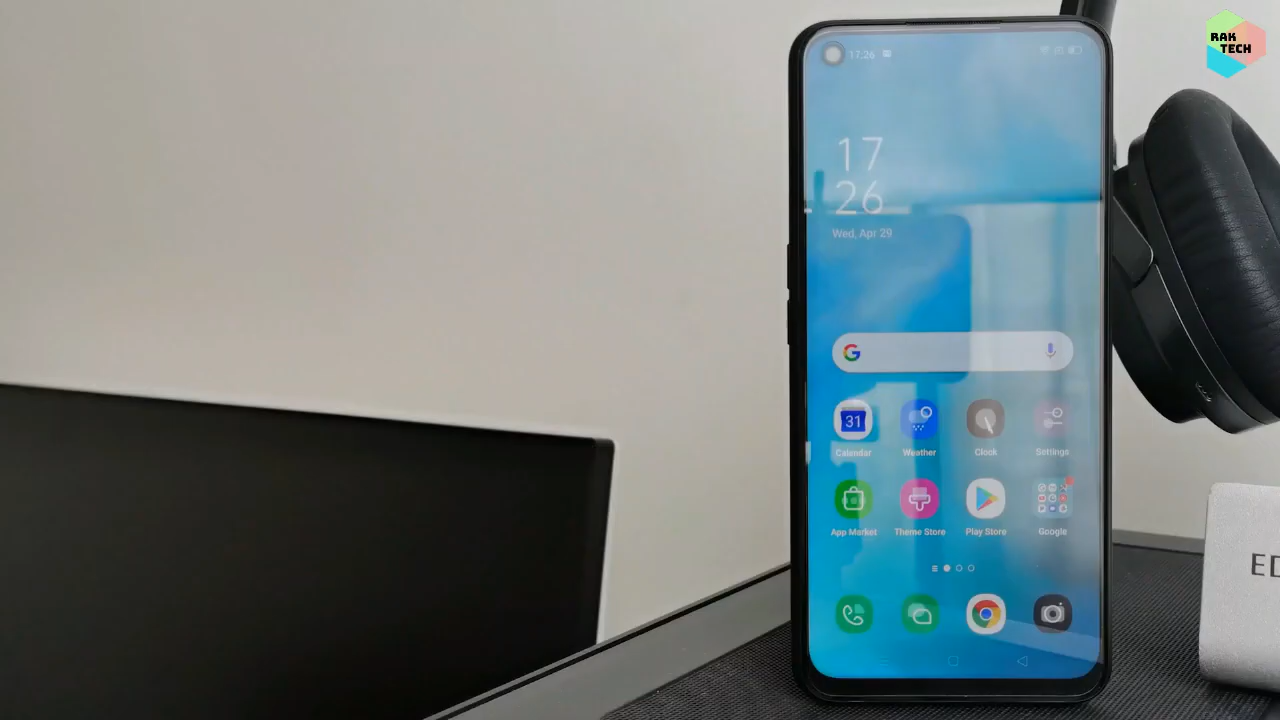 RAK
TECH
17:26
17
26
Wed, Apr 29
G
31
Calendar
Weather
Clock
Settings
App Market
Theme Store
Play Store
Google
ED